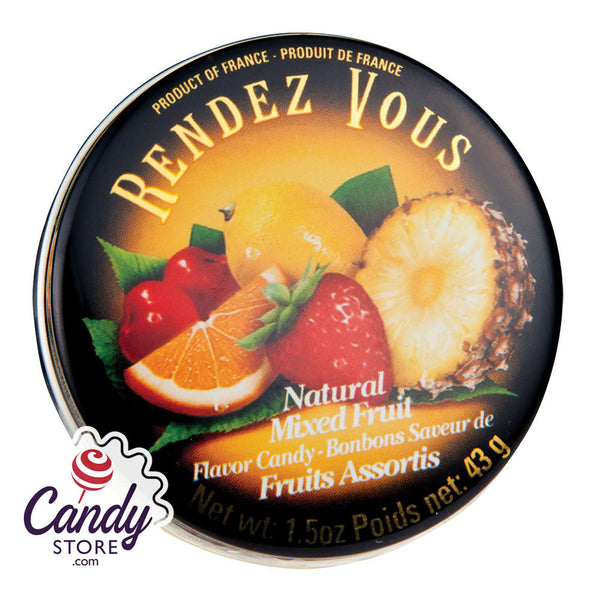 PRODUCT OF FRANCE - PRODUIT DE FRANCE
RENDEZ VOUS
Natural
Mixed Fruit
Flavor Candy - Bonbons Saveur de
Fruits Assortis
Net wt: 1.5oz Poids net: 43 g
Candy
STORE
.com